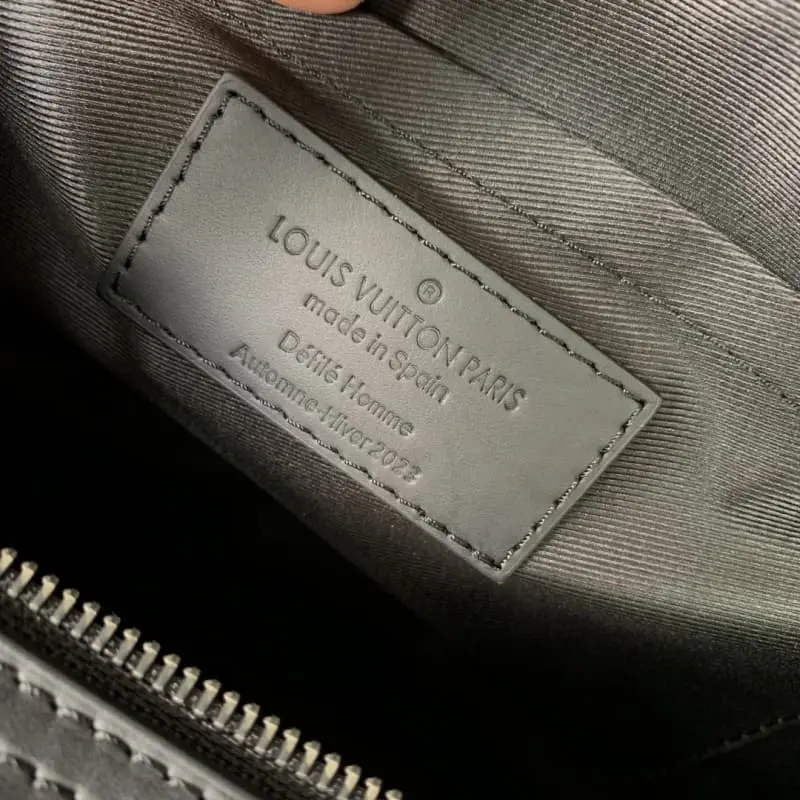 ®
LOUIS VUITTON PARIS
made in Spain
Défilé Homme
Automne-Hiver 2023